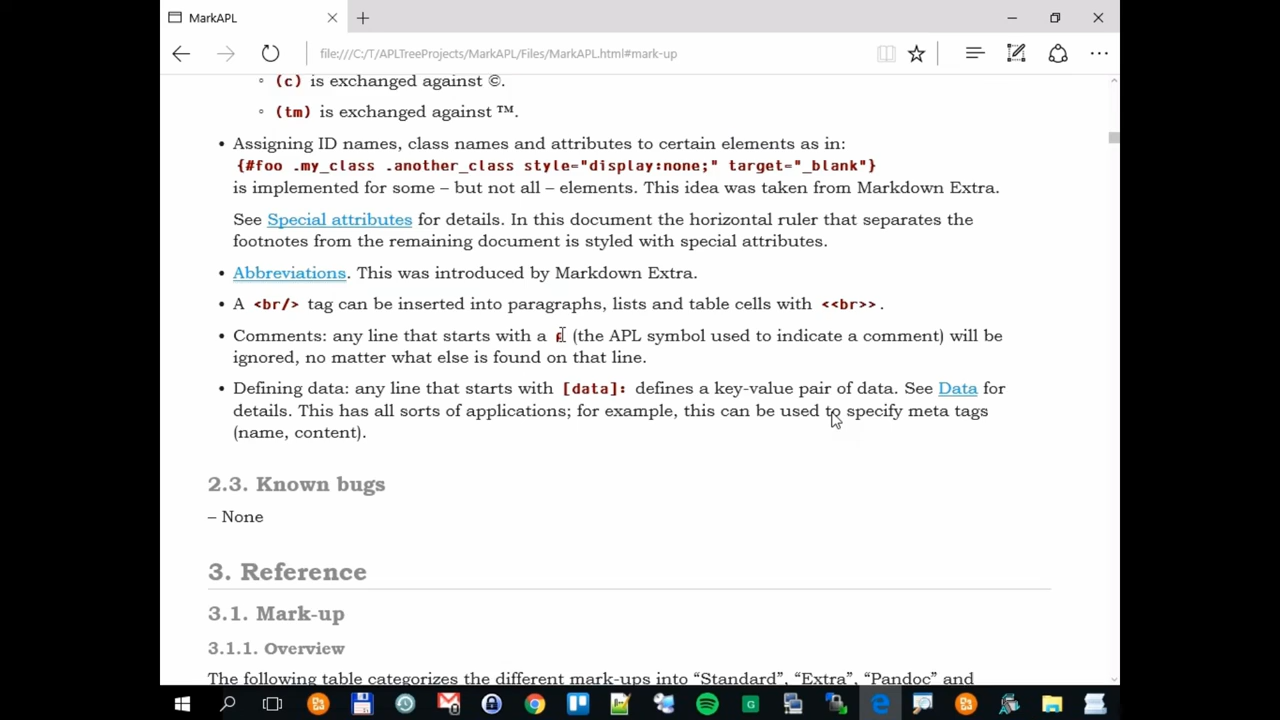 MarkAPL
file:///C:/T/APLTreeProjects/MarkAPL/Files/MarkAPL.html#mark-up
◦ (c) is exchanged against ©.
◦ (tm) is exchanged against ™.
• Assigning ID names, class names and attributes to certain elements as in:
{#foo .my_class .another_class style="display:none;" target="_blank"}
is implemented for some – but not all – elements. This idea was taken from Markdown Extra.
See Special attributes for details. In this document the horizontal ruler that separates the
footnotes from the remaining document is styled with special attributes.
• Abbreviations. This was introduced by Markdown Extra.
• A <br/> tag can be inserted into paragraphs, lists and table cells with <<br>>.
• Comments: any line that starts with a (the APL symbol used to indicate a comment) will be
ignored, no matter what else is found on that line.
• Defining data: any line that starts with [data]: defines a key-value pair of data. See Data for
details. This has all sorts of applications; for example, this can be used to specify meta tags
(name, content).
2.3. Known bugs
– None
3. Reference
3.1. Mark-up
3.1.1. Overview
The following table categorizes the different mark-ups into “Standard”, “Extra”, “Pandoc” and